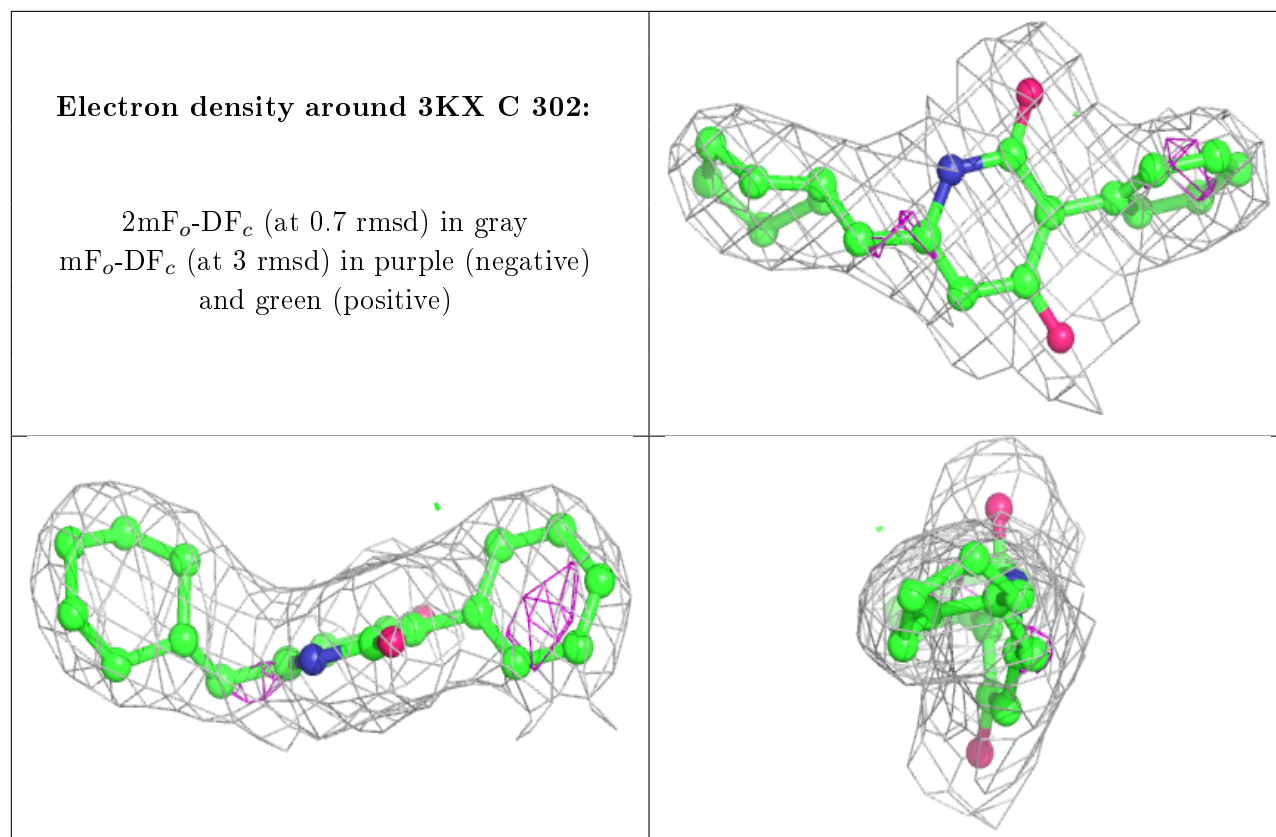 Electron density around 3KX C 302:
2mFₒ-DF𝒸 (at 0.7 rmsd) in gray
mFₒ-DF𝒸 (at 3 rmsd) in purple (negative)
and green (positive)